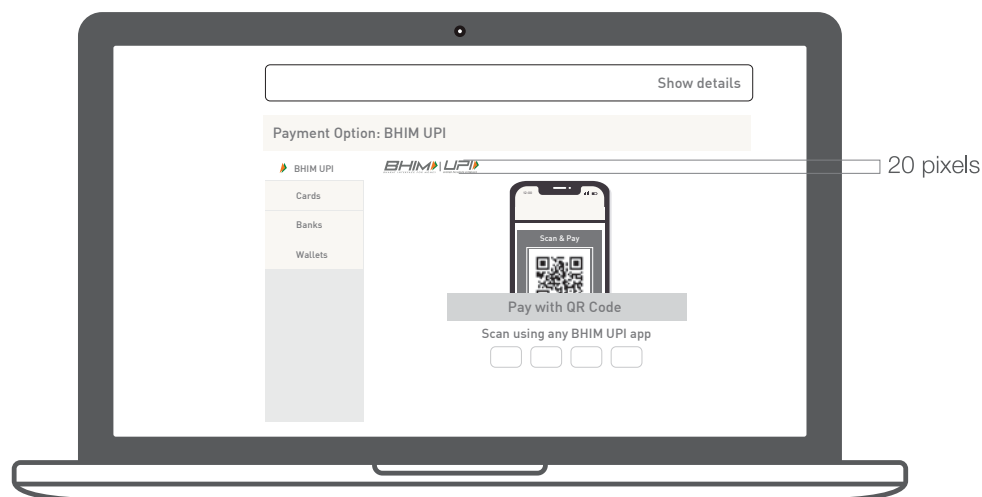 Show details
Payment Option: BHIM UPI
BHIM UPI
BHIM UPI
20 pixels
Cards
Banks
Wallets
Scan & Pay
Pay with QR Code
Scan using any BHIM UPI app